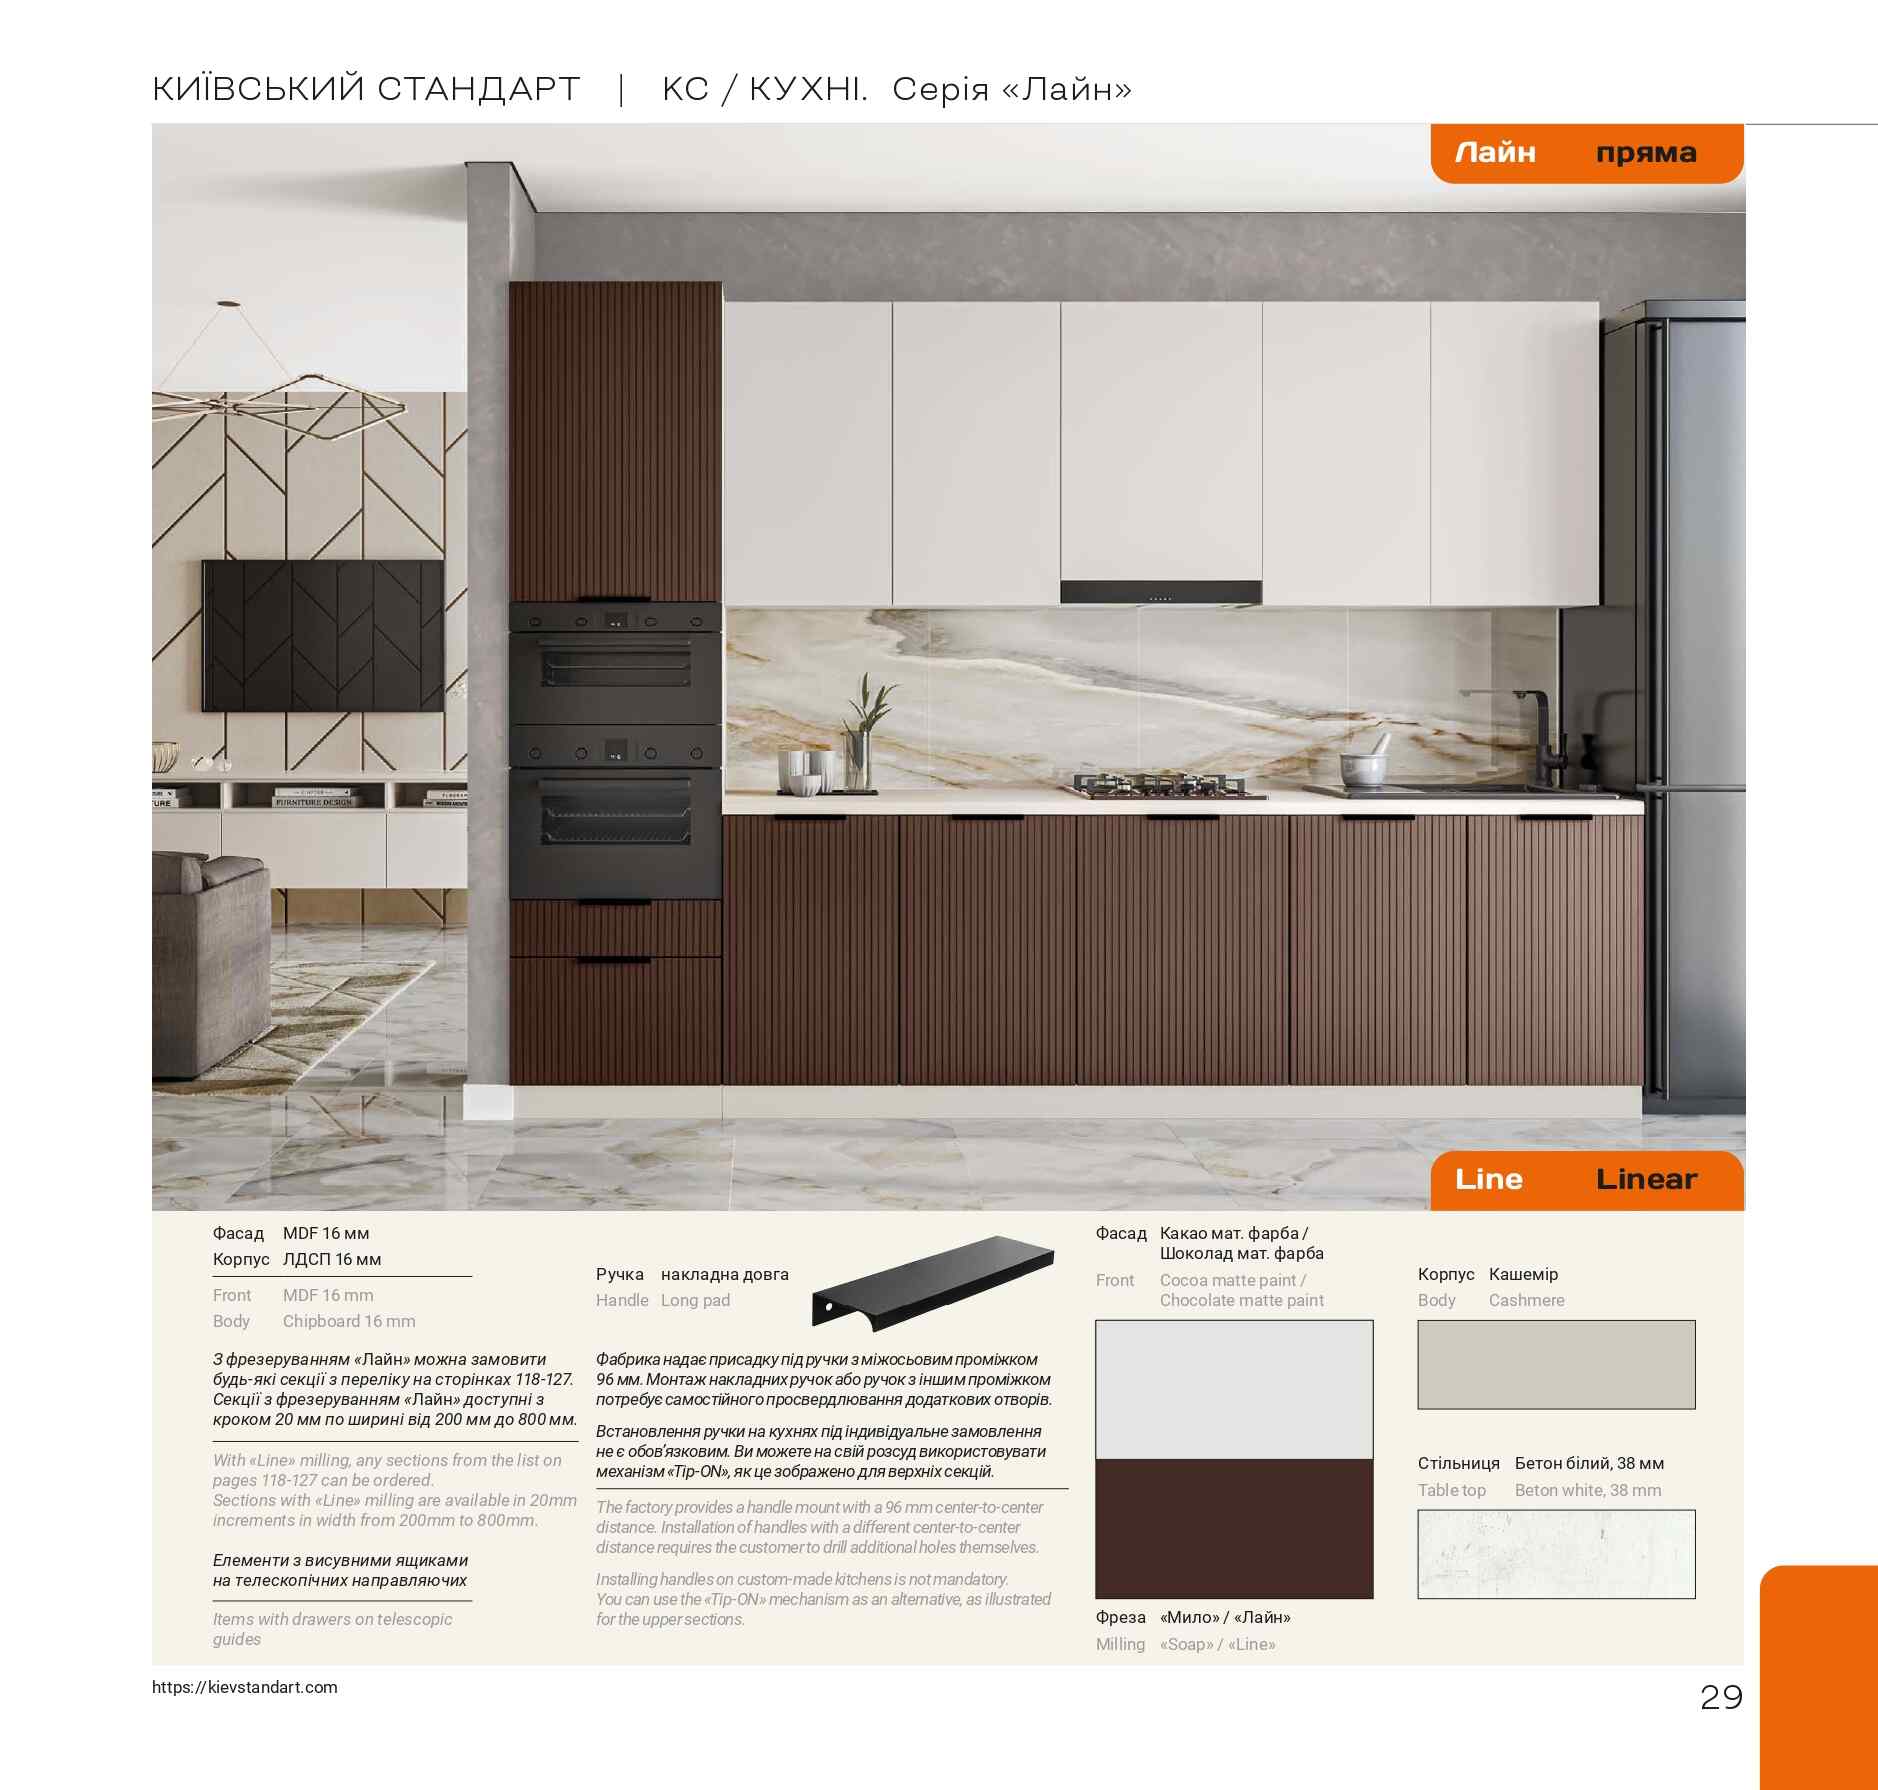 КИЇВСЬКИЙ СТАНДАРТ | КС / КУХНІ. Серія «Лайн»
Лайн пряма
FURNITURE DESIGN
Line Linear
Фасад MDF 16 мм
Корпус ЛДСП 16 мм
Front MDF 16 mm
Body Chipboard 16 mm
З фрезеруванням «Лайн» можна замовити
будь-які секції з переліку на сторінках 118-127.
Секції з фрезеруванням «Лайн» доступні з
кроком 20 мм по ширині від 200 мм до 800 мм.
With «Line» milling, any sections from the list on
pages 118-127 can be ordered.
Sections with «Line» milling are available in 20mm
increments in width from 200mm to 800mm.
Елементи з висувними ящиками
на телескопічних направляючих
Items with drawers on telescopic
guides
Ручка накладна довга
Handle Long pad
Фабрика надає присадку під ручки з міжосьовим проміжком
96 мм. Монтаж накладних ручок або ручок з іншим проміжком
потребує самостійного просвердлювання додаткових отворів.
Встановлення ручки на кухнях під індивідуальне замовлення
не є обов’язковим. Ви можете на свій розсуд використовувати
механізм «Tip-ON», як це зображено для верхніх секцій.
The factory provides a handle mount with a 96 mm center-to-center
distance. Installation of handles with a different center-to-center
distance requires the customer to drill additional holes themselves.
Installing handles on custom-made kitchens is not mandatory.
You can use the «Tip-ON» mechanism as an alternative, as illustrated
for the upper sections.
Фасад Какао мат. фарба /
Шоколад мат. фарба
Front Cocoa matte paint /
Chocolate matte paint
Фреза «Мило» / «Лайн»
Milling «Soap» / «Line»
Корпус Кашемір
Body Cashmere
Стільниця Бетон білий, 38 мм
Table top Beton white, 38 mm
https://kievstandart.com
29